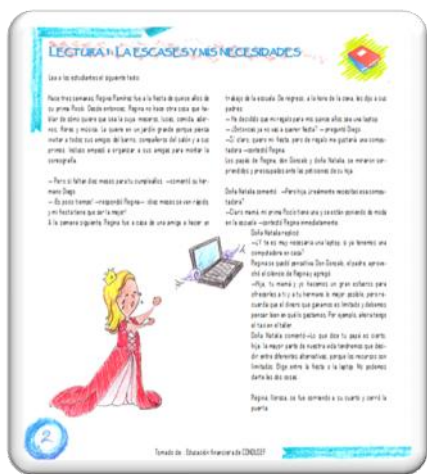 LECTURA 1: LA ESCASES Y MIS NECESIDADES
Lea a los estudiantes el siguiente texto:
Hace tres semanas, Regina Ramírez fue a la fiesta de quince años de
su prima Rocío. Desde entonces, Regina no hace otra cosa que ha-
blar de cómo quiere que sea la suya: meseros, luces, comida, ador-
nos, flores y música. La quiere en un jardín grande porque piensa
invitar a todos sus amigos del barrio, compañeros del salón y a sus
primos. Incluso empezó a organizar a sus amigas para montar la
coreografía.
— Pero si faltan diez meses para tu cumpleaños. —comentó su her-
mano Diego.
— ¡Es poco tiempo! —respondió Regina— ¡diez meses se van rápido
y mi fiesta tiene que ser la mejor!
A la semana siguiente, Regina fue a casa de una amiga a hacer un
trabajo de la escuela. De regreso, a la hora de la cena, les dijo a sus
padres:
— He decidido que mi regalo para mis quince años sea una laptop.
— ¿Entonces ya no vas a querer fiesta? — preguntó Diego.
—Claro, quiero mi fiesta, pero de regalo me gustaría una compu-
tadora —contestó Regina.
Los papás de Regina, don Gonzalo y doña Natalia, se miraron sor-
prendidos y preocupados ante las peticiones de su hija.
Doña Natalia comentó: —Pero hija, ¿realmente necesitas esa compu-
tadora?
—Claro mamá, mi prima Rocío tiene una y se están poniendo de moda
en la escuela —contestó Regina inmediatamente.
Doña Natalia replicó:
—¿Y te es muy necesaria una laptop, si ya tenemos una
computadora en casa?
Regina se quedó pensativa. Don Gonzalo, el padre, aprove-
chó el silencio de Regina y agregó:
—Hija, tu mamá y yo hacemos un gran esfuerzo para
ofrecerles a ti y a tu hermano lo mejor posible, pero re-
cuerda que el dinero que ganamos es limitado y debemos
pensar bien en qué lo gastamos. Por ejemplo, ahora tengo
el taxi en el taller.
Doña Natalia comentó:—Lo que dice tu papá es cierto,
hija, la mayor parte de nuestra vida tendremos que deci-
dir entre diferentes alternativas, porque los recursos son
limitados. Elige entre la fiesta o la laptop. No podemos
darte las dos cosas.
Regina, llorosa, se fue corriendo a su cuarto y cerró la
puerta.
2
Tomado de : Educación financiera de CONDUSEF